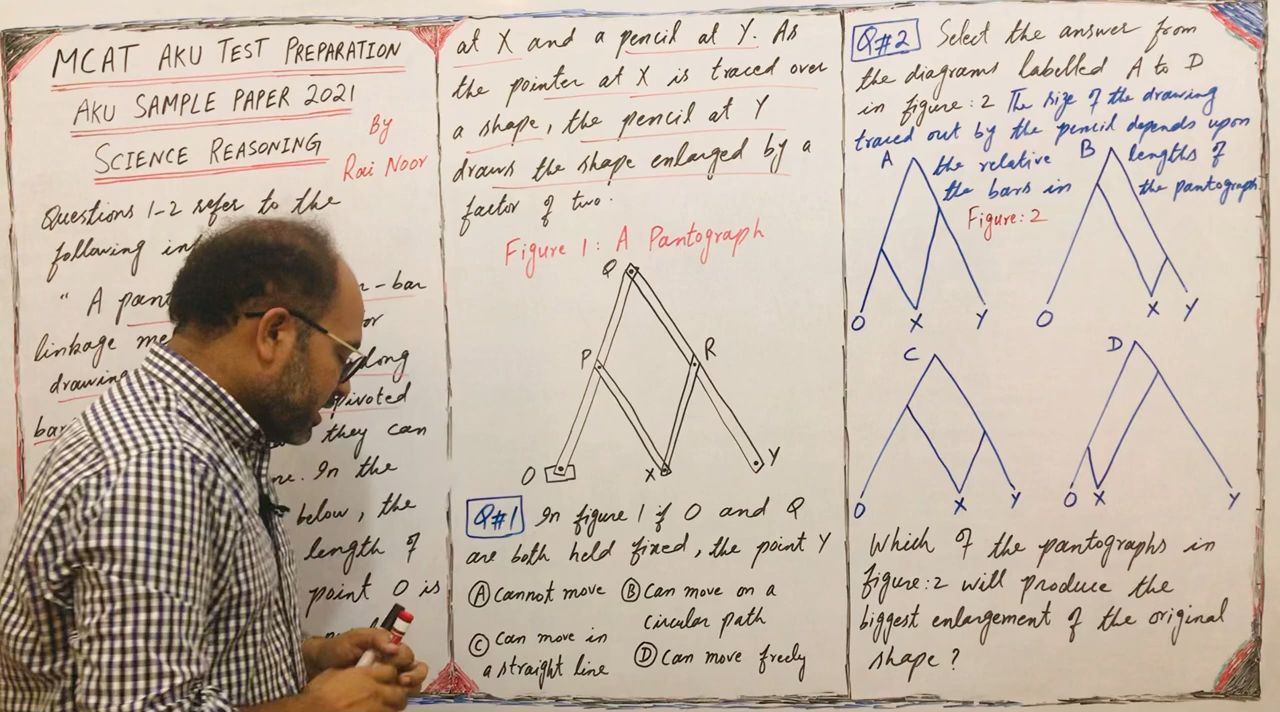 MCAT AKU TEST PREPARATION
AKU SAMPLE PAPER 2021
SCIENCE REASONING
By
Rai Noor
Questions 1-2 refer to the
following
" A - bar
linkage or
drawing along
pivoted
they can
In the
below, the
length of
point O is
at X and a pencil at Y. As
the pointer at X is traced over
a shape, the pencil at Y
draws the shape enlarged by a
factor of two.
Figure 1: A Pantograph
Q
P
R
O
X
Y
Q#1 In figure 1 if O and Q
are both held fixed, the point Y
A cannot move B Can move on a
circular path
C Can move in
a straight line
D Can move freely
Q#2 Select the answer from
the diagrams labelled A to D
in figure: 2 The size of the drawing
traced out by the pencil depends upon
the relative lengths of
the bars in the pantograph.
Figure: 2
A
B
O X Y
O X Y
C
D
O X Y
O X Y
Which of the pantographs in
figure: 2 will produce the
biggest enlargement of the original
shape?